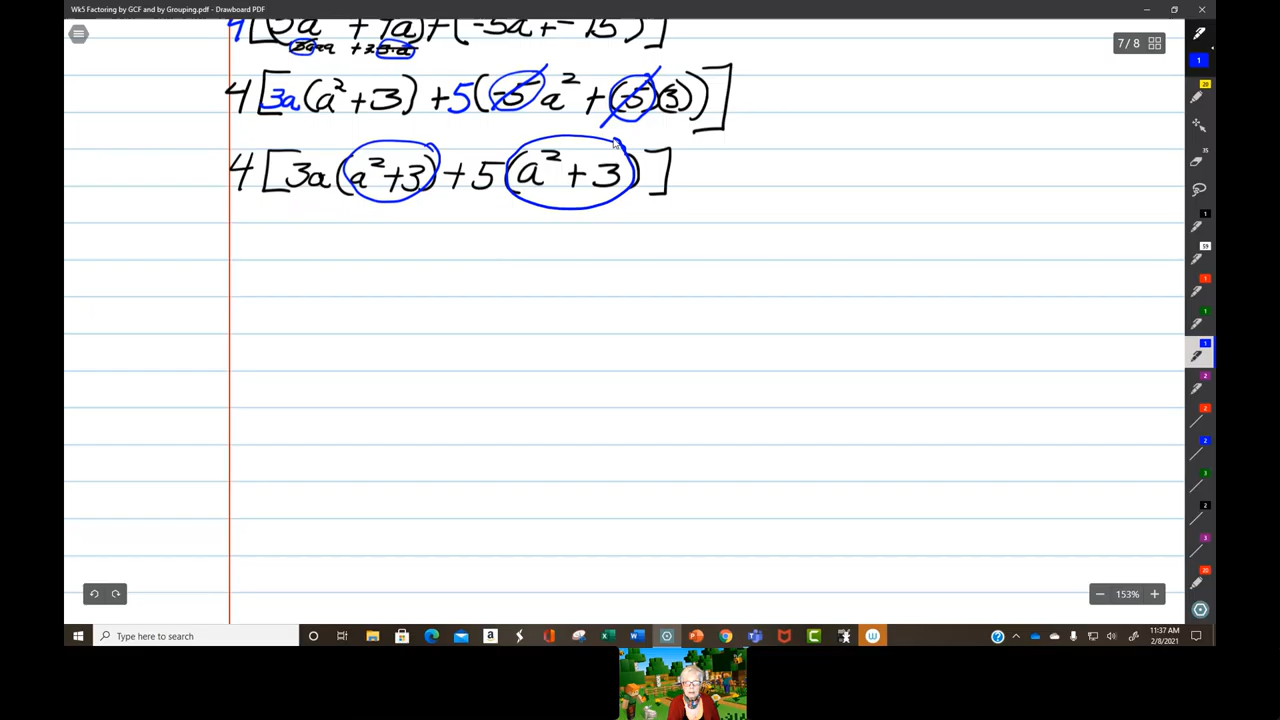 Wk5 Factoring by GCF and by Grouping.pdf - Drawboard PDF
7 / 8
4[3a(a²+3) +5(-5a²+(-5)(3))]
4[3a(a²+3)+5(a²+3)]
153%
Type here to search
11:37 AM
2/8/2021